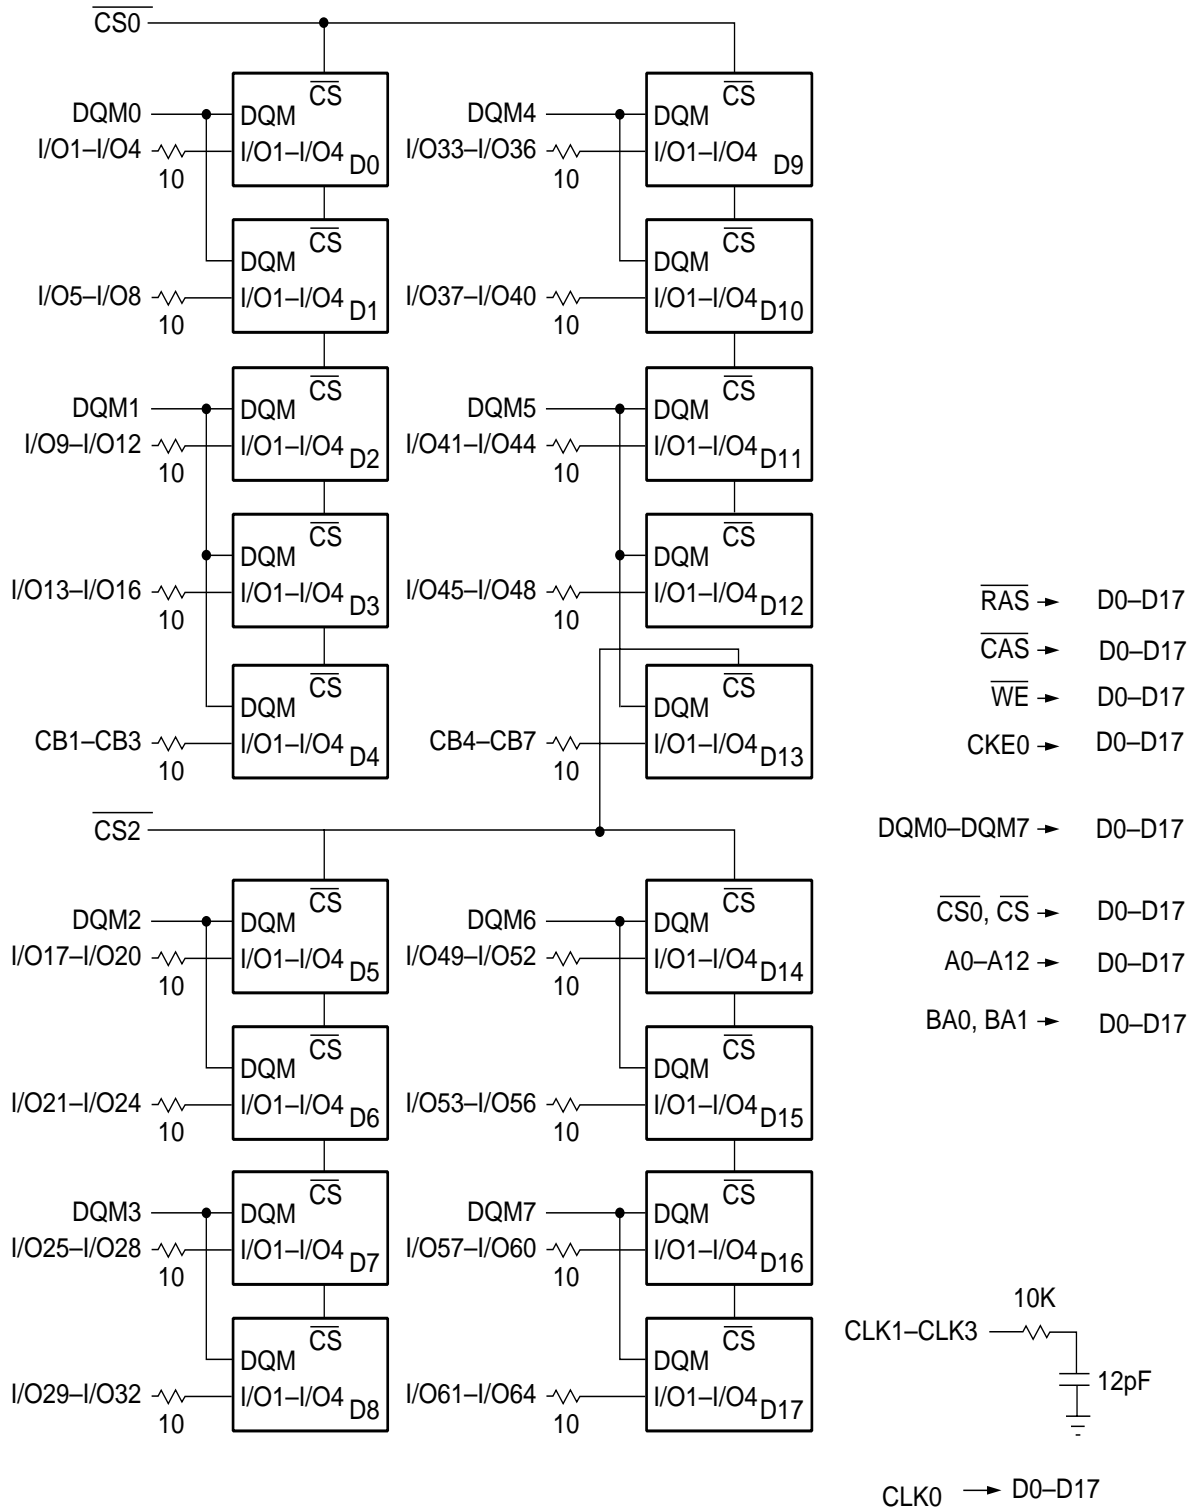 CS0
CS
CS
DQM0
DQM
DQM4
DQM
I/O1–I/O4
I/O1–I/O4
D0
I/O33–I/O36
I/O1–I/O4
D9
10
10
CS
CS
DQM
DQM
I/O5–I/O8
I/O1–I/O4
D1
I/O37–I/O40
I/O1–I/O4
D10
10
10
CS
CS
DQM1
DQM
DQM5
DQM
I/O9–I/O12
I/O1–I/O4
D2
I/O41–I/O44
I/O1–I/O4
D11
10
10
CS
CS
DQM
DQM
I/O13–I/O16
I/O1–I/O4
D3
I/O45–I/O48
I/O1–I/O4
D12
10
10
RAS D0–D17
CAS D0–D17
WE D0–D17
CKE0 D0–D17
CS
CS
DQM
DQM
CB1–CB3
I/O1–I/O4
D4
CB4–CB7
I/O1–I/O4
D13
10
10
CS2
DQM0–DQM7 D0–D17
CS0, CS D0–D17
A0–A12 D0–D17
BA0, BA1 D0–D17
CS
CS
DQM2
DQM
DQM6
DQM
I/O17–I/O20
I/O1–I/O4
D5
I/O49–I/O52
I/O1–I/O4
D14
10
10
CS
CS
DQM
DQM
I/O21–I/O24
I/O1–I/O4
D6
I/O53–I/O56
I/O1–I/O4
D15
10
10
CS
CS
DQM3
DQM
DQM7
DQM
I/O25–I/O28
I/O1–I/O4
D7
I/O57–I/O60
I/O1–I/O4
D16
10
10
CS
CS
DQM
DQM
I/O29–I/O32
I/O1–I/O4
D8
I/O61–I/O64
I/O1–I/O4
D17
10
10
10K
CLK1–CLK3
12pF
CLK0 D0–D17